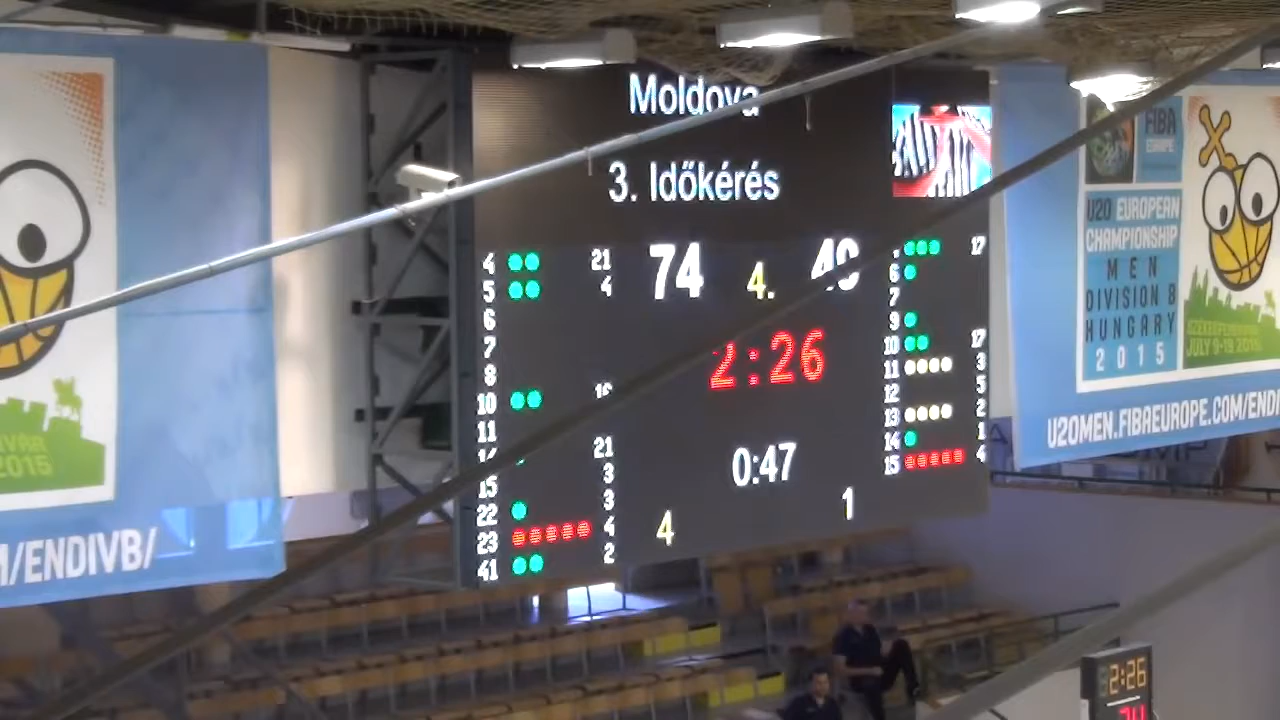 Moldova
3. Időkérés
74 4.
2:26
0:47
4 1
4 21
5 4
6
7
8
10
11
21
15 3
22 3
23 4
41 2
17
6
7
9
10 17
11 3
12 5
13 2
14 1
15 4
2015
M/ENDIVB/
FIBA
EUROPE
U20 EUROPEAN
CHAMPIONSHIP
MEN
DIVISION B
HUNGARY
2015
JULY 9-19 2015
U20MEN.FIBAEUROPE.COM/ENDI
2:26